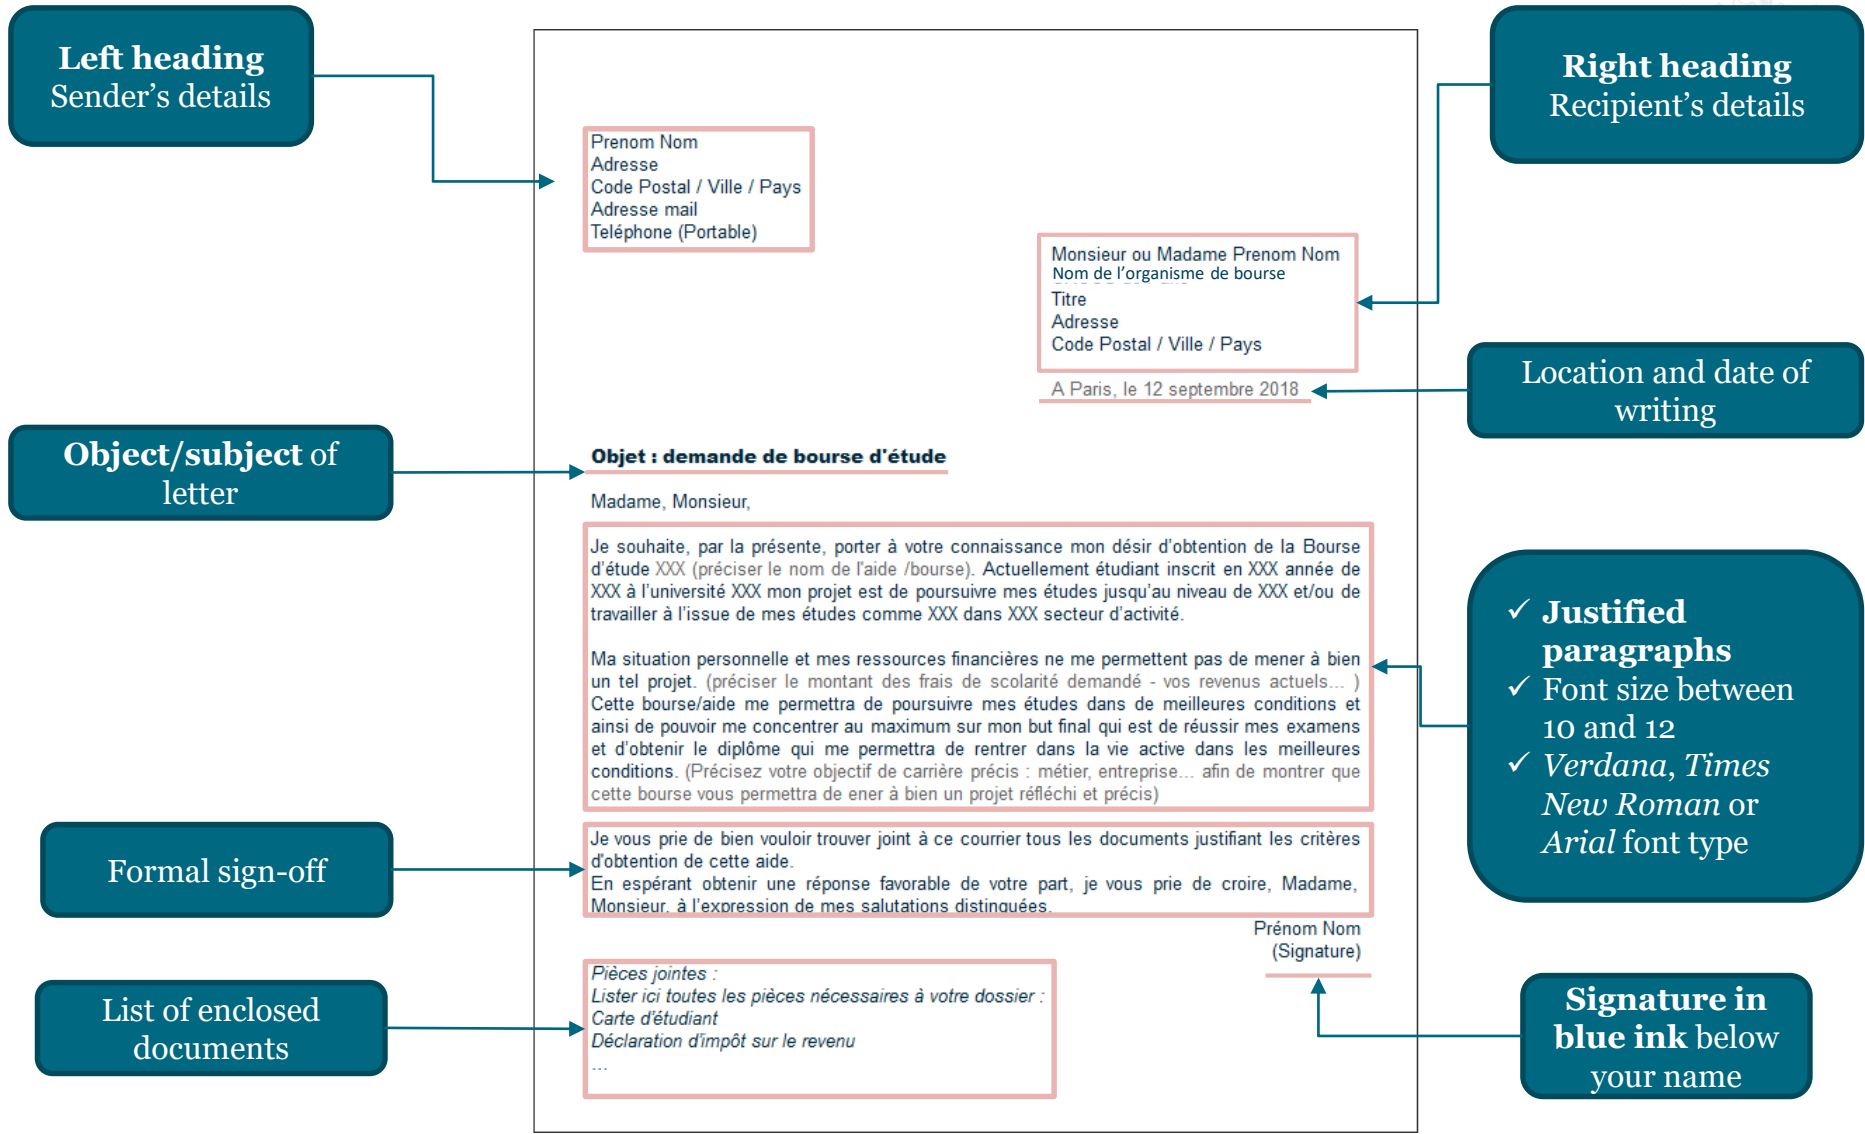 Left heading
Sender's details
Right heading
Recipient's details
Prenom Nom
Adresse
Code Postal / Ville / Pays
Adresse mail
Teléphone (Portable)
Monsieur ou Madame Prenom Nom
Nom de l'organisme de bourse
Titre
Adresse
Code Postal / Ville / Pays
Location and date of
writing
A Paris, le 12 septembre 2018
Object/subject of
letter
Objet : demande de bourse d'étude
Madame, Monsieur,
Je souhaite, par la présente, porter à votre connaissance mon désir d'obtention de la Bourse
d'étude XXX (préciser le nom de l'aide /bourse). Actuellement étudiant inscrit en XXX année de
XXX à l'université XXX mon projet est de poursuivre mes études jusqu'au niveau de XXX et/ou de
travailler à l'issue de mes études comme XXX dans XXX secteur d'activité.
Ma situation personnelle et mes ressources financières ne me permettent pas de mener à bien
un tel projet. (préciser le montant des frais de scolarité demandé - vos revenus actuels... )
Cette bourse/aide me permettra de poursuivre mes études dans de meilleures conditions et
ainsi de pouvoir me concentrer au maximum sur mon but final qui est de réussir mes examens
et d'obtenir le diplôme qui me permettra de rentrer dans la vie active dans les meilleures
conditions. (Précisez votre objectif de carrière précis : métier, entreprise... afin de montrer que
cette bourse vous permettra de ener à bien un projet réfléchi et précis)
✓ Justified
paragraphs
✓ Font size between
10 and 12
✓ Verdana, Times
New Roman or
Arial font type
Formal sign-off
Je vous prie de bien vouloir trouver joint à ce courrier tous les documents justifiant les critères
d'obtention de cette aide.
En espérant obtenir une réponse favorable de votre part, je vous prie de croire, Madame,
Monsieur, à l'expression de mes salutations distinguées.
Prénom Nom
(Signature)
List of enclosed
documents
Pièces jointes :
Lister ici toutes les pièces nécessaires à votre dossier :
Carte d'étudiant
Déclaration d'impôt sur le revenu
...
Signature in
blue ink below
your name